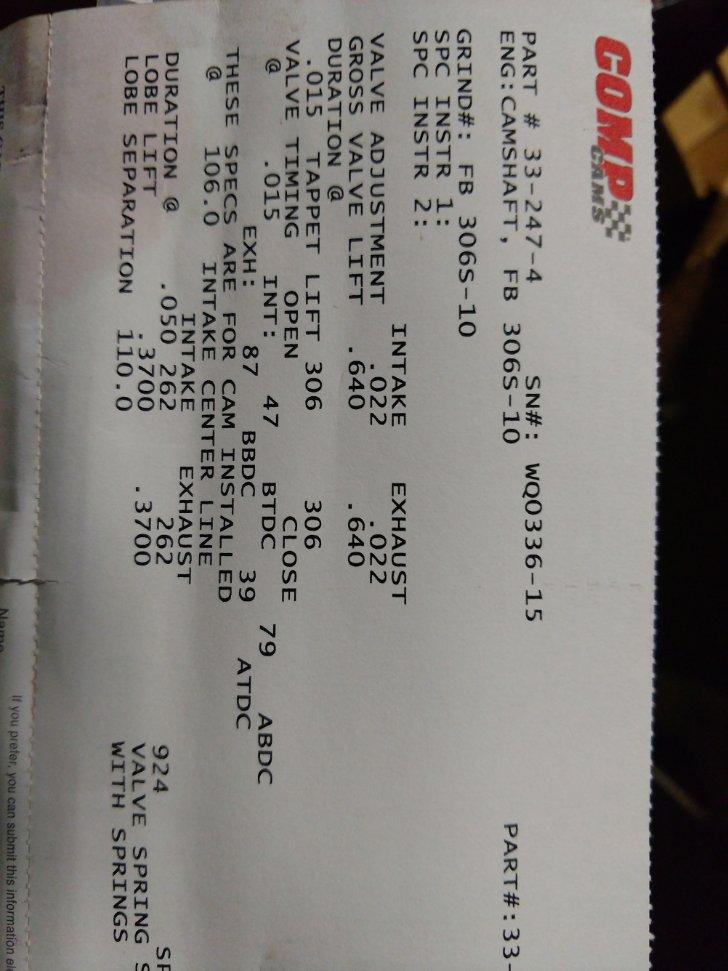 COMP
CAMS
PART # 33-247-4 SN#: WQ0336-15
ENG:CAMSHAFT, FB 306S-10 PART#:33-
GRIND#: FB 306S-10
SPC INSTR 1:
SPC INSTR 2:
INTAKE EXHAUST
VALVE ADJUSTMENT .022 .022
GROSS VALVE LIFT .640 .640
DURATION @
.015 TAPPET LIFT 306 306
VALVE TIMING OPEN CLOSE
@ .015 INT: 47 BTDC 79 ABDC
EXH: 87 BBDC 39 ATDC
THESE SPECS ARE FOR CAM INSTALLED
@ 106.0 INTAKE CENTER LINE
INTAKE EXHAUST
DURATION @ .050 262 262
LOBE LIFT .3700 .3700
LOBE SEPARATION 110.0
924
VALVE SPRING
WITH SPRINGS
If you prefer, you can submit this information
Name